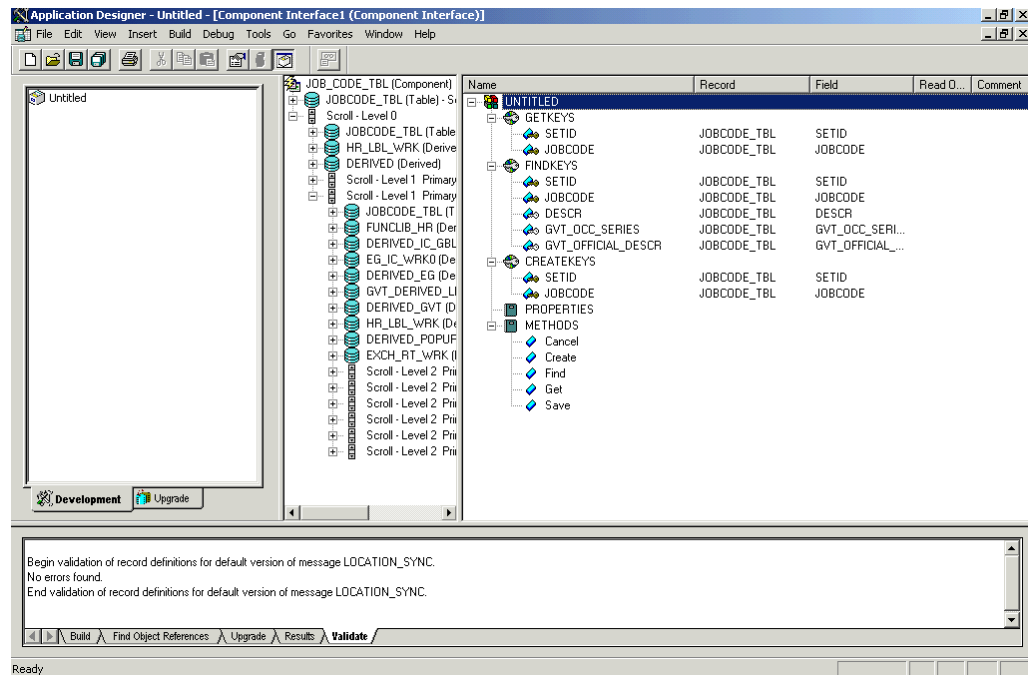 Application Designer - Untitled - [Component Interface1 (Component Interface)]
File Edit View Insert Build Debug Tools Go Favorites Window Help
Untitled
Development
Upgrade
JOB_CODE_TBL (Component)
JOBCODE_TBL (Table) - S
Scroll - Level 0
JOBCODE_TBL (Table
HR_LBL_WRK (Derive
DERIVED (Derived)
Scroll - Level 1 Primary
Scroll - Level 1 Primary
JOBCODE_TBL (T
FUNCLIB_HR (Der
DERIVED_IC_GBL
EG_IC_WRK0 (De
DERIVED_EG (De
GVT_DERIVED_LI
DERIVED_GVT (D
HR_LBL_WRK (De
DERIVED_POPUF
EXCH_RT_WRK (
Scroll - Level 2 Pri
Scroll - Level 2 Pri
Scroll - Level 2 Pri
Scroll - Level 2 Pri
Scroll - Level 2 Pri
Scroll - Level 2 Pri
Name Record Field Read O... Comment
UNTITLED
GETKEYS
SETID JOBCODE_TBL SETID
JOBCODE JOBCODE_TBL JOBCODE
FINDKEYS
SETID JOBCODE_TBL SETID
JOBCODE JOBCODE_TBL JOBCODE
DESCR JOBCODE_TBL DESCR
GVT_OCC_SERIES JOBCODE_TBL GVT_OCC_SERI...
GVT_OFFICIAL_DESCR JOBCODE_TBL GVT_OFFICIAL_...
CREATEKEYS
SETID JOBCODE_TBL SETID
JOBCODE JOBCODE_TBL JOBCODE
PROPERTIES
METHODS
Cancel
Create
Find
Get
Save
Begin validation of record definitions for default version of message LOCATION_SYNC.
No errors found.
End validation of record definitions for default version of message LOCATION_SYNC.
Build Find Object References Upgrade Results Validate
Ready